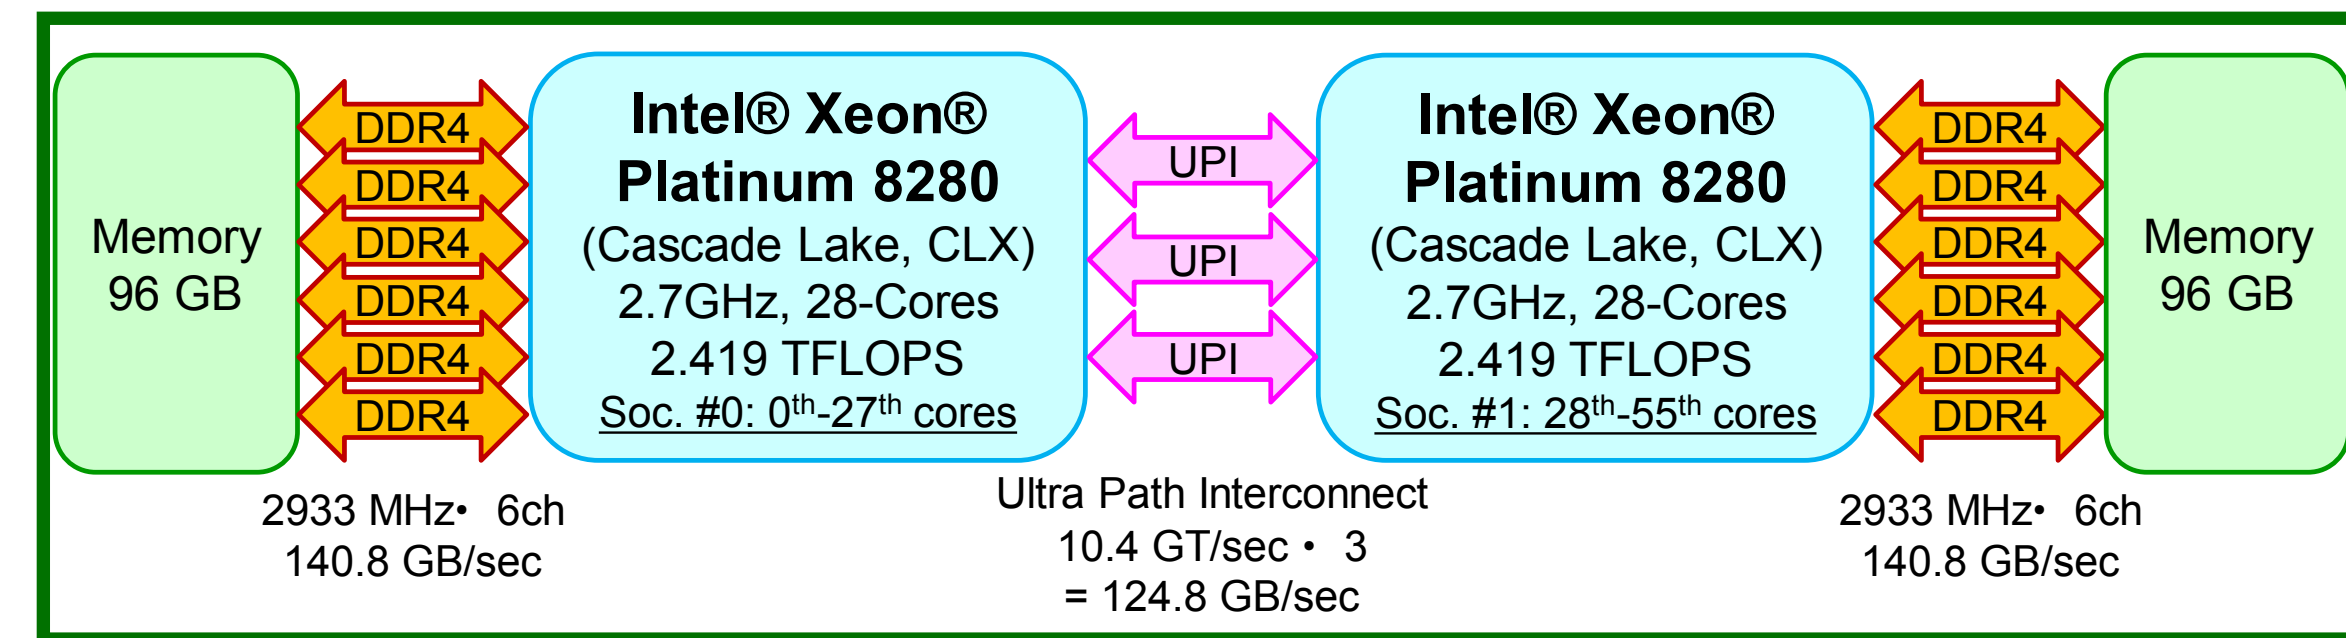 Memory
96 GB
DDR4
DDR4
DDR4
DDR4
DDR4
DDR4
2933 MHz・ 6ch
140.8 GB/sec
Intel® Xeon®
Platinum 8280
(Cascade Lake, CLX)
2.7GHz, 28-Cores
2.419 TFLOPS
Soc. #0: 0th-27th cores
UPI
UPI
UPI
Ultra Path Interconnect
10.4 GT/sec・ 3
= 124.8 GB/sec
Intel® Xeon®
Platinum 8280
(Cascade Lake, CLX)
2.7GHz, 28-Cores
2.419 TFLOPS
Soc. #1: 28th-55th cores
DDR4
DDR4
DDR4
DDR4
DDR4
DDR4
2933 MHz・ 6ch
140.8 GB/sec
Memory
96 GB